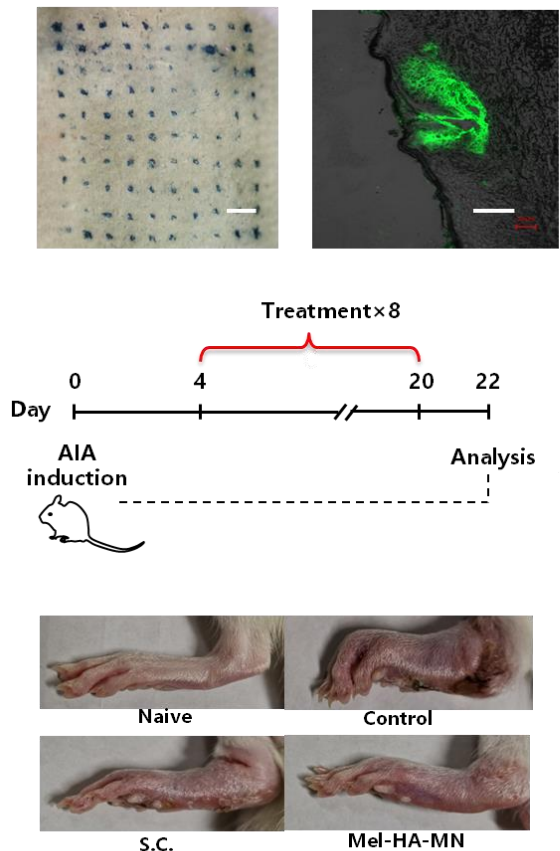 Treatment×8
0 4 20 22
Day
AIA
induction
Analysis
Naive Control
S.C. Mel-HA-MN